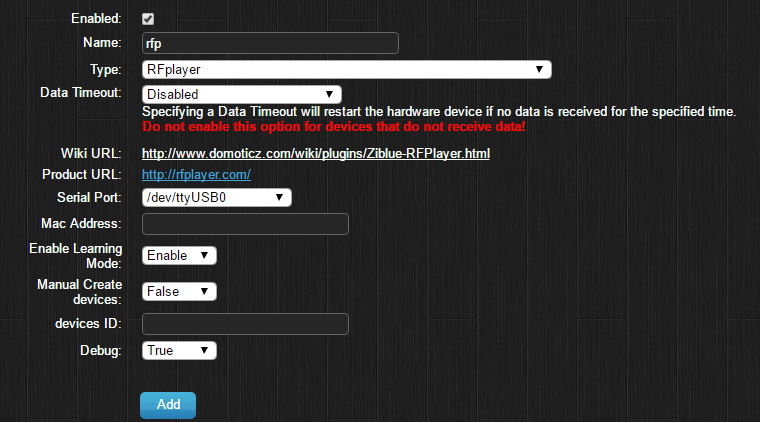 Enabled:
Name: rfp
Type: RFplayer
Data Timeout: Disabled
Specifying a Data Timeout will restart the hardware device if no data is received for the specified time.
Do not enable this option for devices that do not receive data!
Wiki URL: http://www.domoticz.com/wiki/plugins/Ziblue-RFPlayer.html
Product URL: http://rfplayer.com/
Serial Port: /dev/ttyUSB0
Mac Address:
Enable Learning
Mode: Enable
Manual Create
devices: False
devices ID:
Debug: True
Add